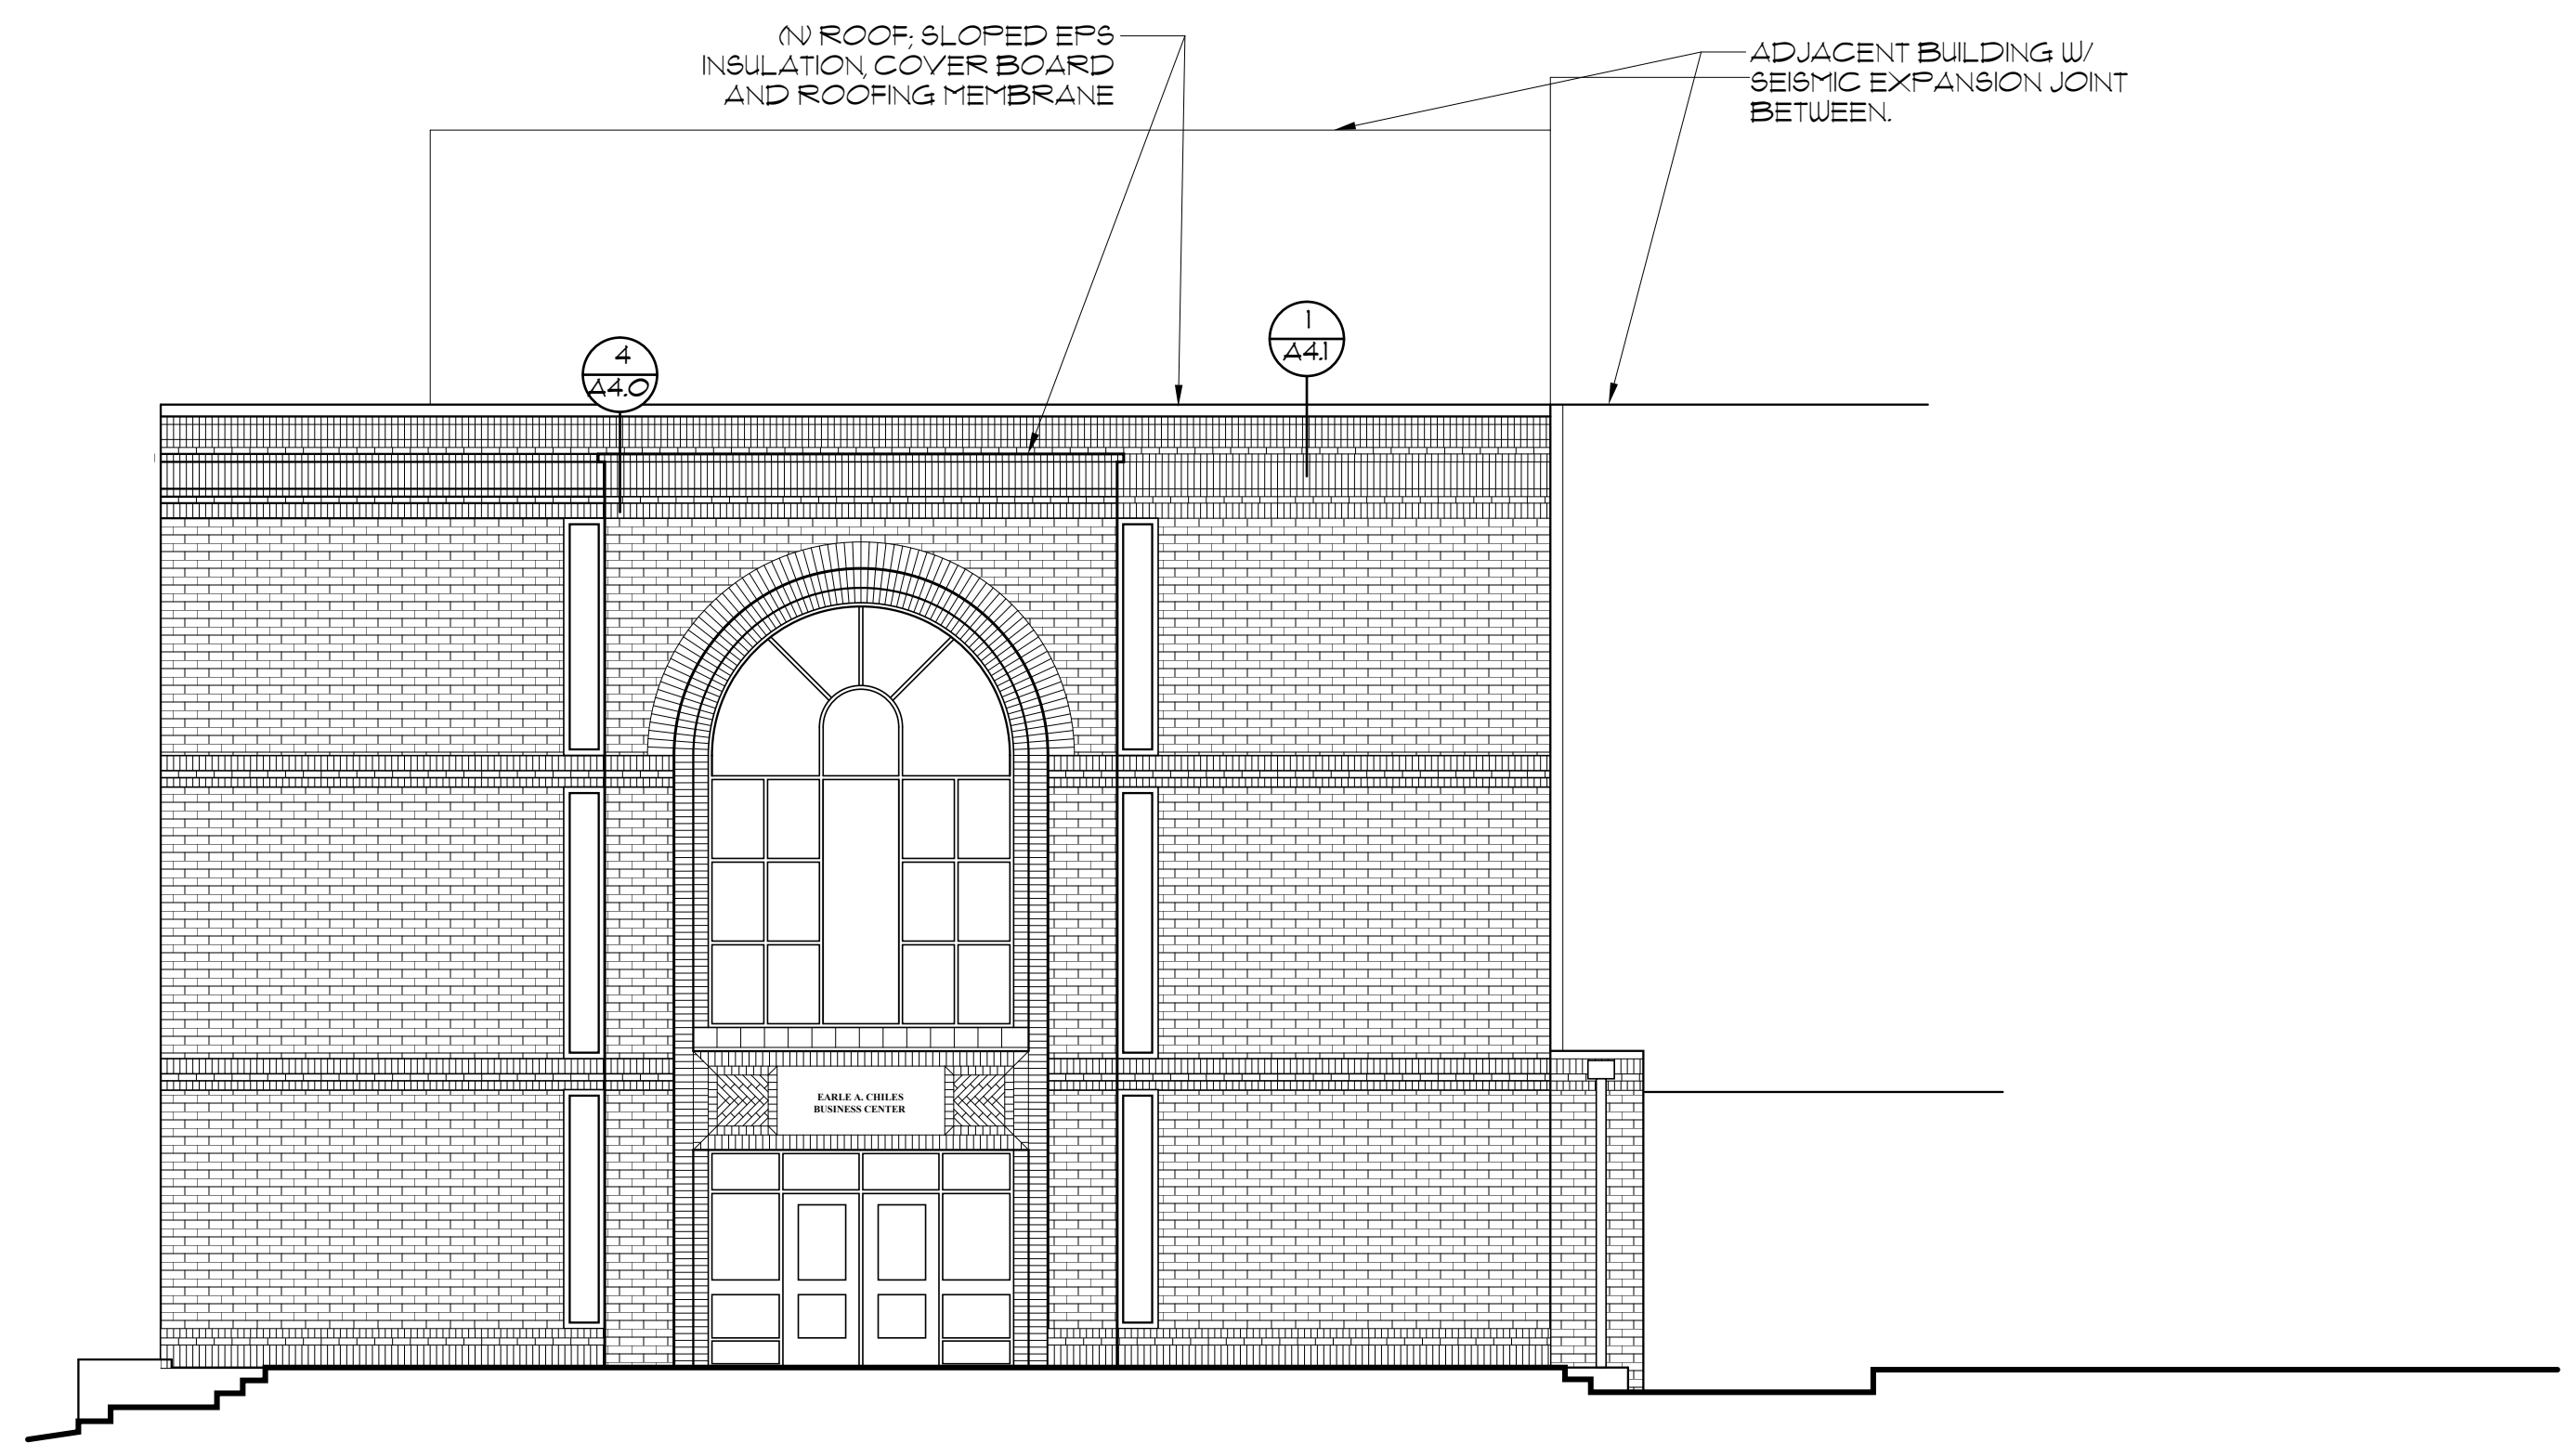 (N) ROOF; SLOPED EPS
INSULATION, COVER BOARD
AND ROOFING MEMBRANE
ADJACENT BUILDING W/
SEISMIC EXPANSION JOINT
BETWEEN.
1
A4.1
4
A4.0
EARLE A. CHILES
BUSINESS CENTER